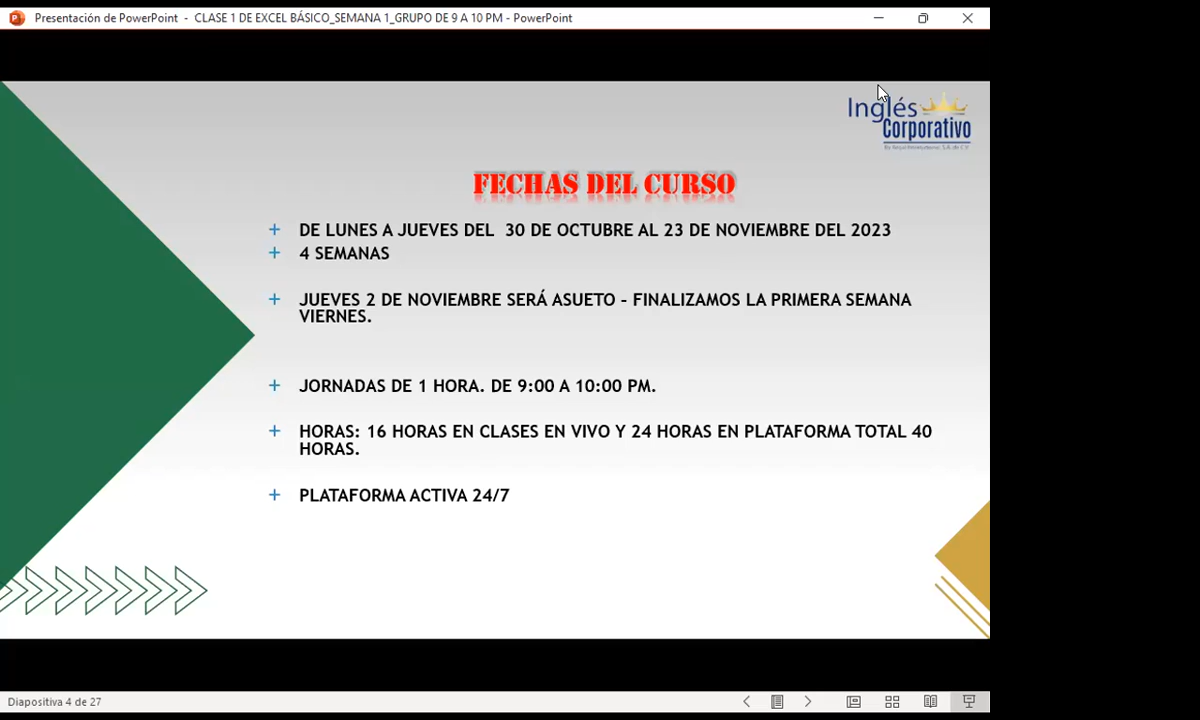 Presentación de PowerPoint - CLASE 1 DE EXCEL BÁSICO_SEMANA 1_GRUPO DE 9 A 10 PM - PowerPoint
Inglés
Corporativo
FECHAS DEL CURSO
+ DE LUNES A JUEVES DEL 30 DE OCTUBRE AL 23 DE NOVIEMBRE DEL 2023
+ 4 SEMANAS
+ JUEVES 2 DE NOVIEMBRE SERÁ ASUETO – FINALIZAMOS LA PRIMERA SEMANA
VIERNES.
+ JORNADAS DE 1 HORA. DE 9:00 A 10:00 PM.
+ HORAS: 16 HORAS EN CLASES EN VIVO Y 24 HORAS EN PLATAFORMA TOTAL 40
HORAS.
+ PLATAFORMA ACTIVA 24/7
Diapositiva 4 de 27